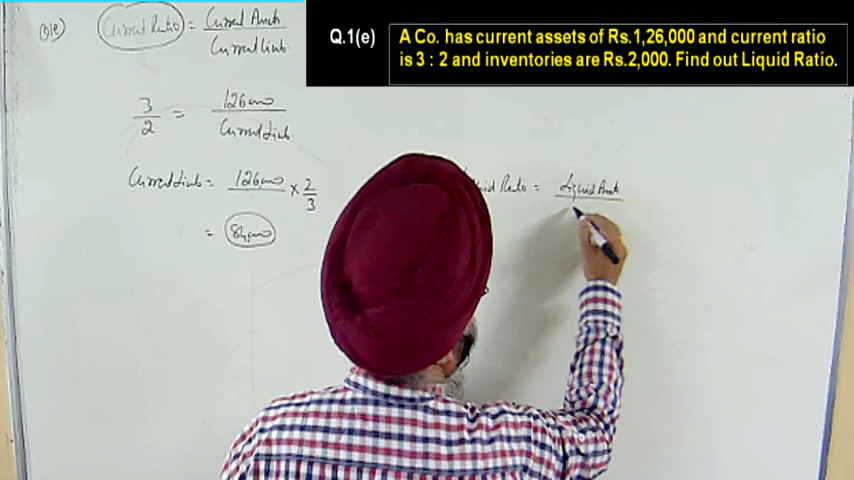 Q.1(e) A Co. has current assets of Rs.1,26,000 and current ratio
is 3 : 2 and inventories are Rs.2,000. Find out Liquid Ratio.
Q1(e) Current Ratio = Current Assets
Current Liab.
3/2 = 126000
Current Liab.
Current Liab = 126000 × 2/3
= 84000
Ratio = Liquid Assets